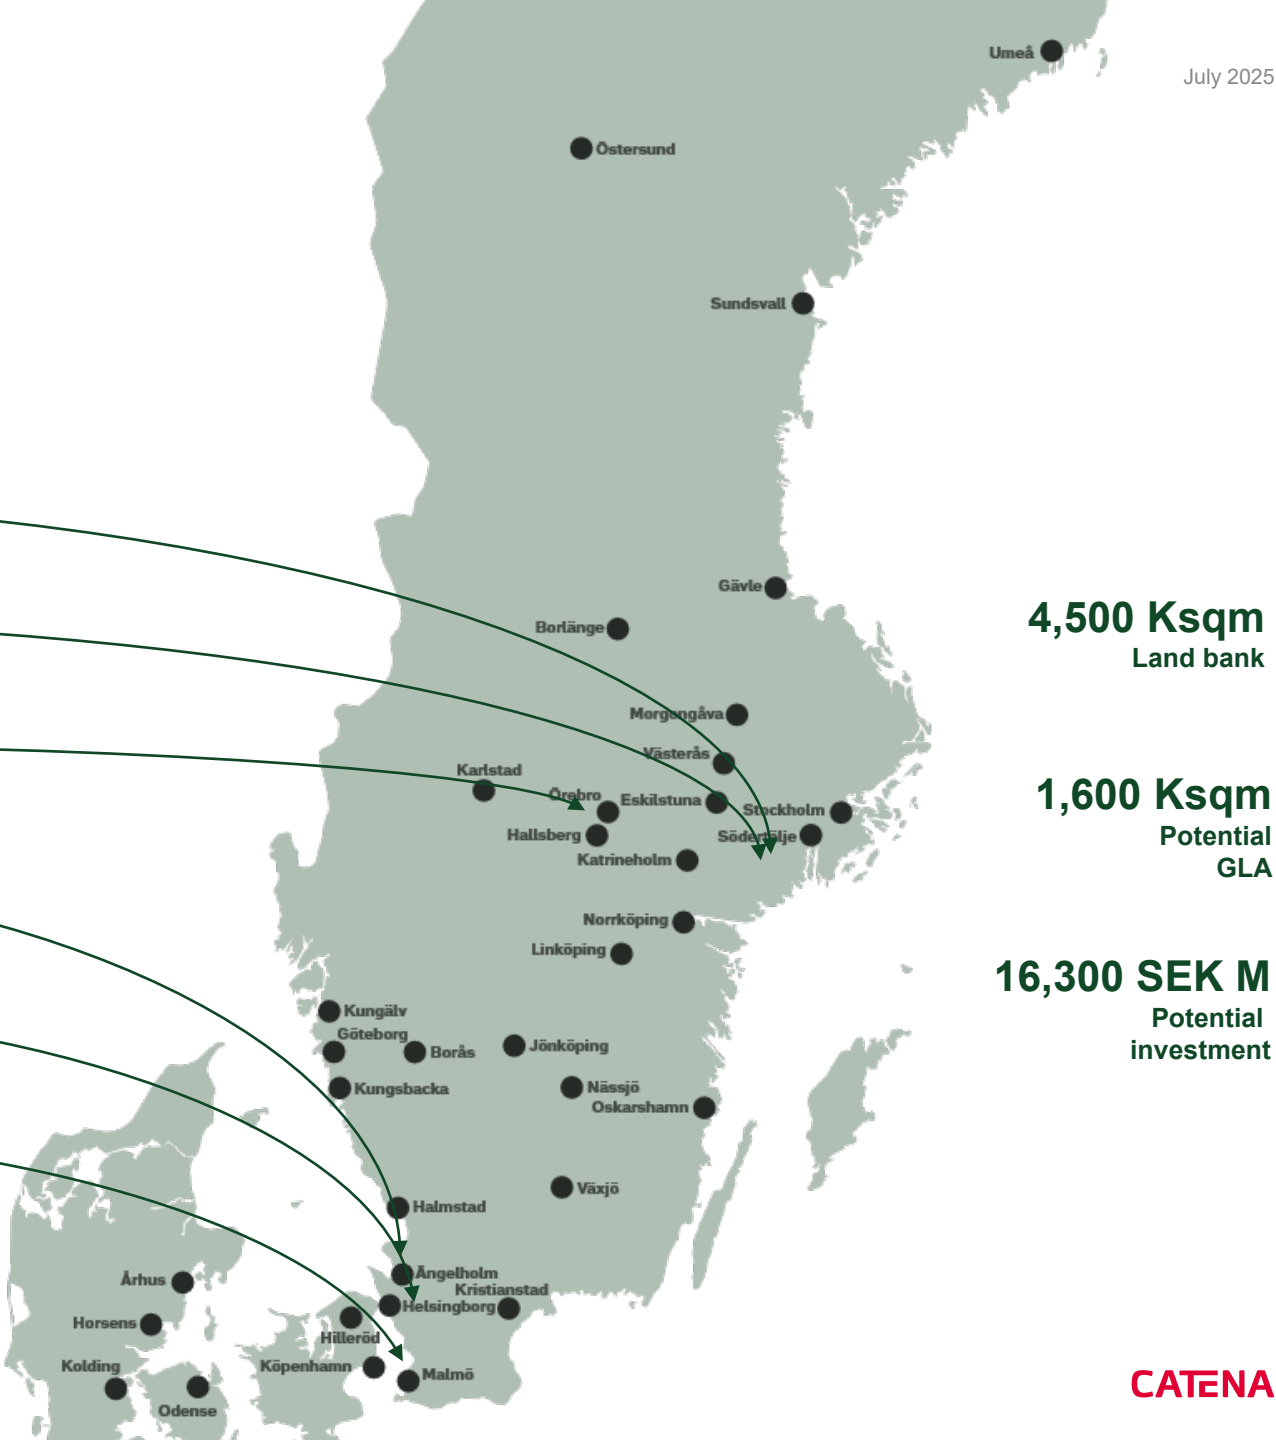 Umeå
July 2025
Östersund
Sundsvall
Gävle
Borlänge
4,500 Ksqm
Land bank
Morgongåva
Västerås
Karlstad
Örebro
Eskilstuna
Stockholm
Hallsberg
Södertälje
Katrineholm
1,600 Ksqm
Potential
GLA
Norrköping
Linköping
16,300 SEK M
Potential
investment
Kungälv
Göteborg
Borås
Jönköping
Kungsbacka
Nässjö
Oskarshamn
Växjö
Halmstad
Ängelholm
Århus
Kristianstad
Helsingborg
Horsens
Hilleröd
Köpenhamn
Kolding
Malmö
Odense
CATENA